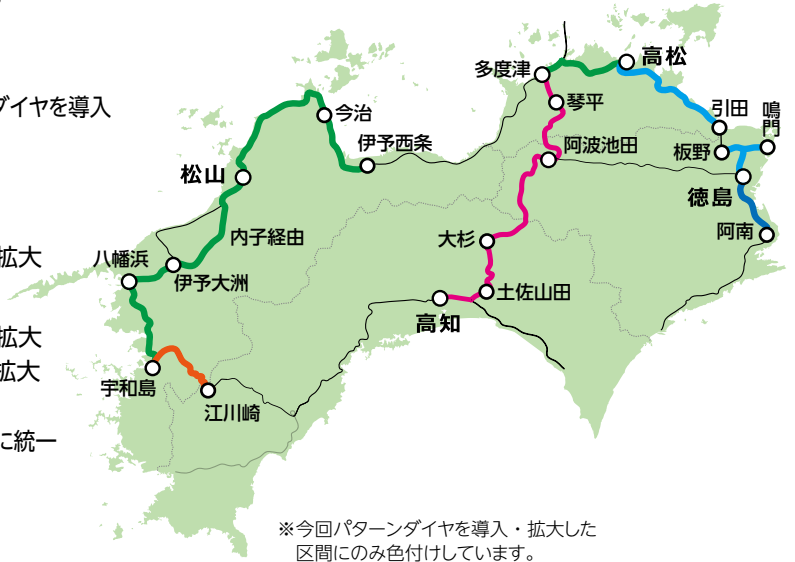 ダイヤを導入
拡大
拡大
拡大
に統一
多度津
高松
琴平
引田
鳴門
今治
伊予西条
阿波池田
板野
松山
徳島
内子経由
大杉
阿南
八幡浜
伊予大洲
土佐山田
高知
宇和島
江川崎
※今回パターンダイヤを導入・拡大した
区間にのみ色付けしています。